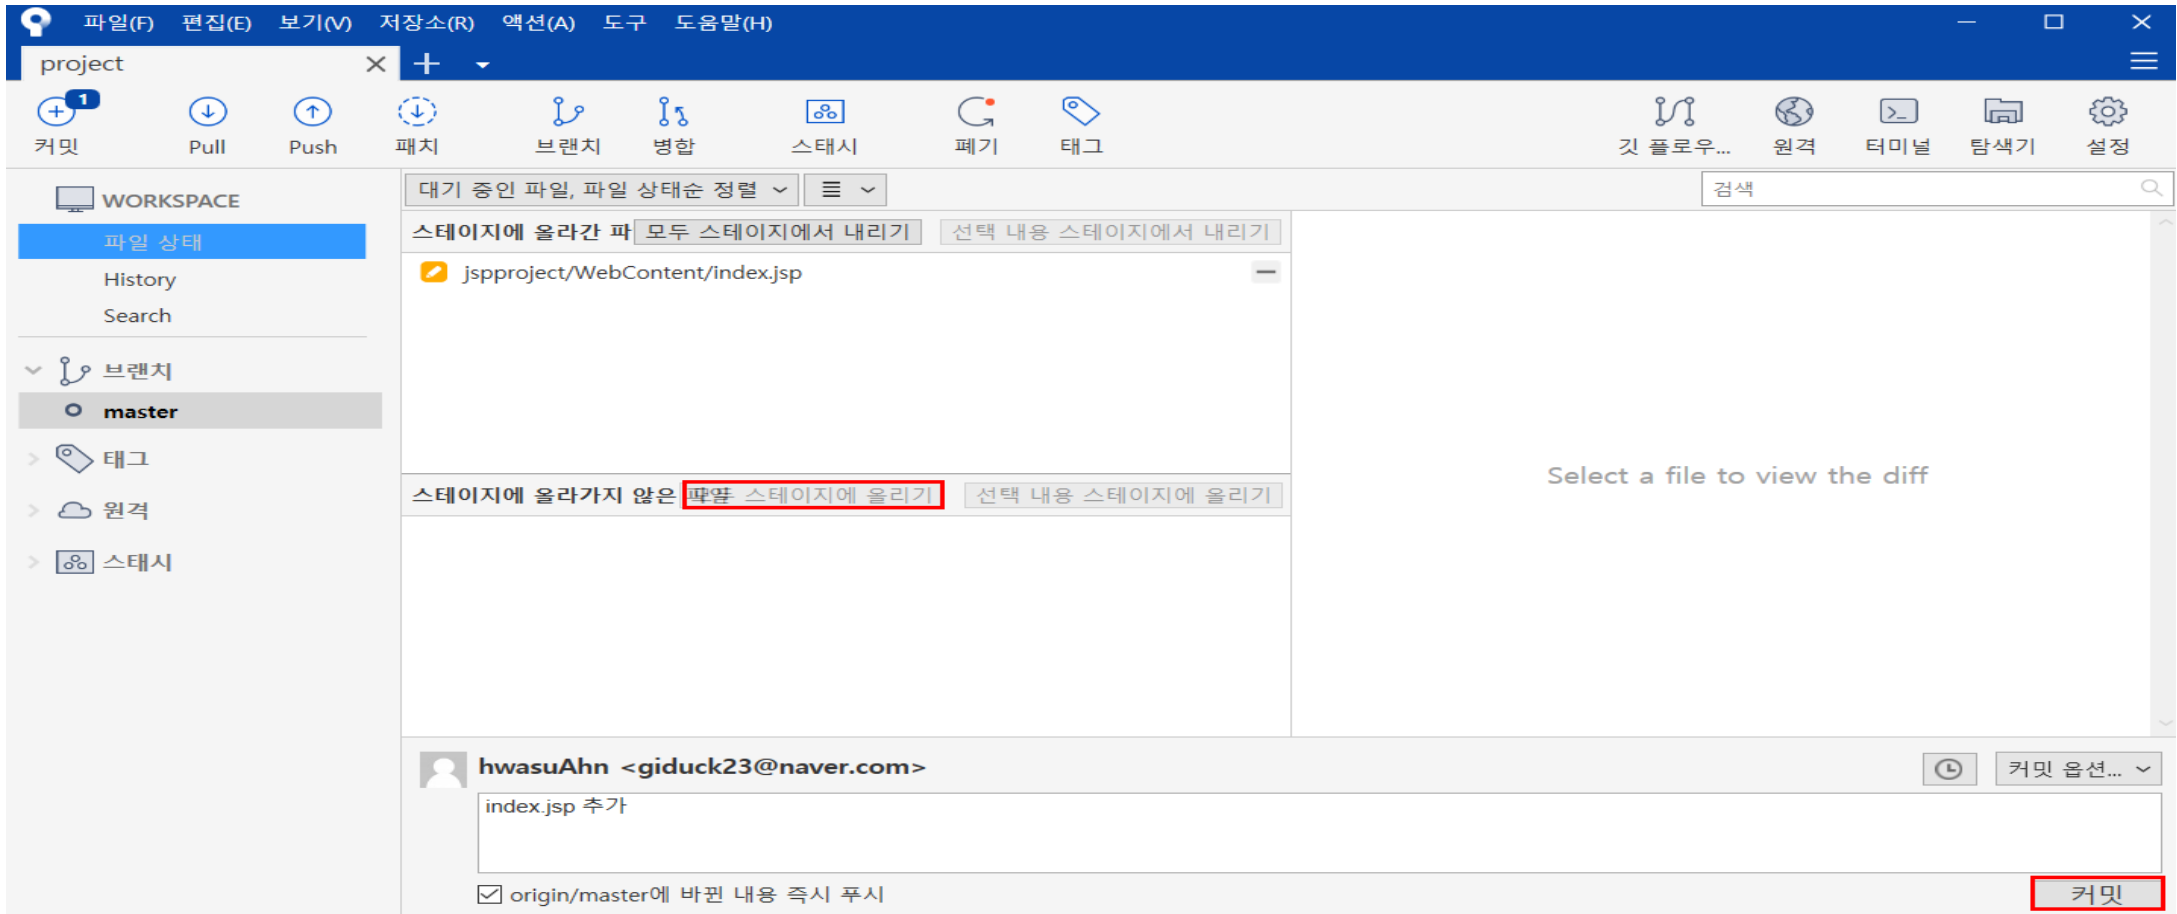 파일(F) 편집(E) 보기(V) 저장소(R) 액션(A) 도구 도움말(H)
project
1
커밋 Pull Push 패치 브랜치 병합 스태시 폐기 태그 깃 플로우... 원격 터미널 탐색기 설정
WORKSPACE
파일 상태
History
Search
브랜치
master
태그
원격
스태시
대기 중인 파일, 파일 상태순 정렬
검색
스테이지에 올라간 파 모두 스테이지에서 내리기 선택 내용 스테이지에서 내리기
jspproject/WebContent/index.jsp
스테이지에 올라가지 않은 파일 스테이지에 올리기 선택 내용 스테이지에 올리기
Select a file to view the diff
hwasuAhn <giduck23@naver.com>
커밋 옵션...
index.jsp 추가
origin/master에 바뀐 내용 즉시 푸시
커밋